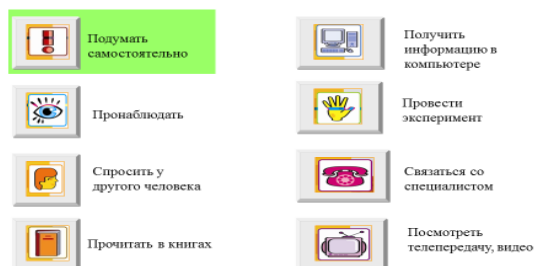 Подумать
самостоятельно
Пронаблюдать
Спросить у
другого человека
Прочитать в книгах
Получить
информацию в
компьютере
Провести
эксперимент
Связаться со
специалистом
Посмотреть
телепередачу, видео